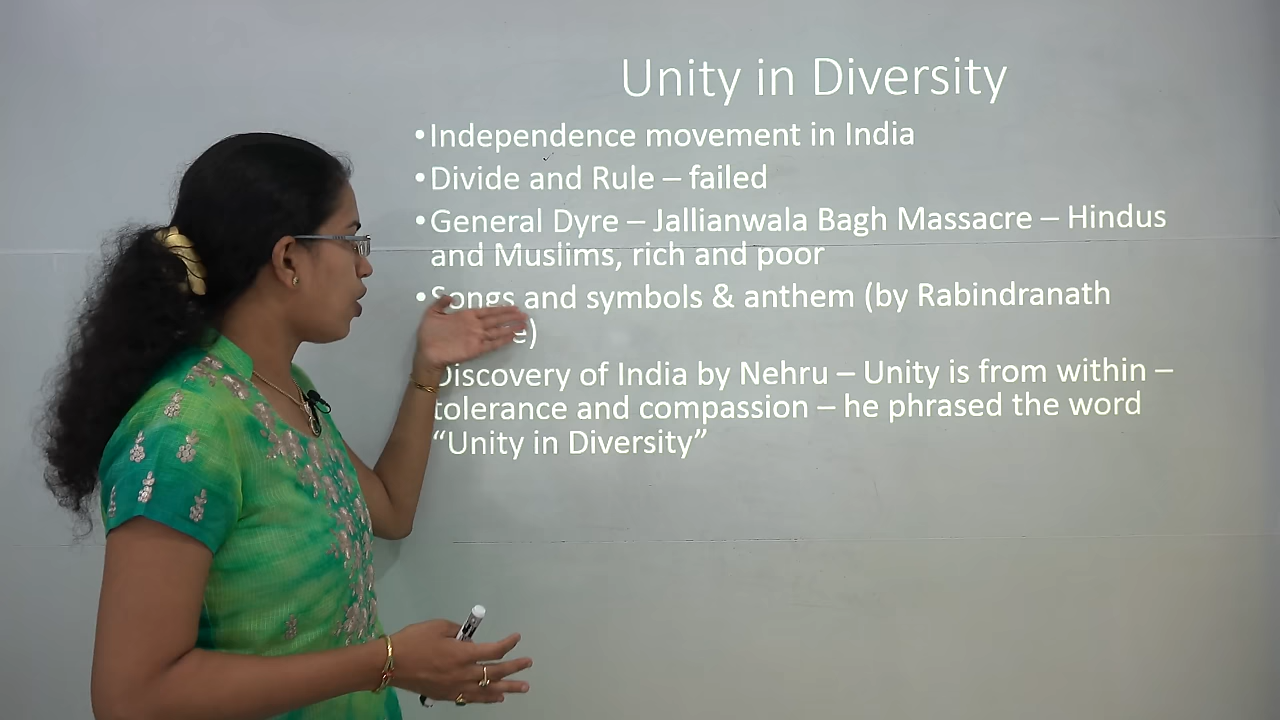 Unity in Diversity
•Independence movement in India
•Divide and Rule – failed
•General Dyre – Jallianwala Bagh Massacre – Hindus
and Muslims, rich and poor
•Songs and symbols & anthem (by Rabindranath
e)
Discovery of India by Nehru – Unity is from within –
tolerance and compassion – he phrased the word
“Unity in Diversity”